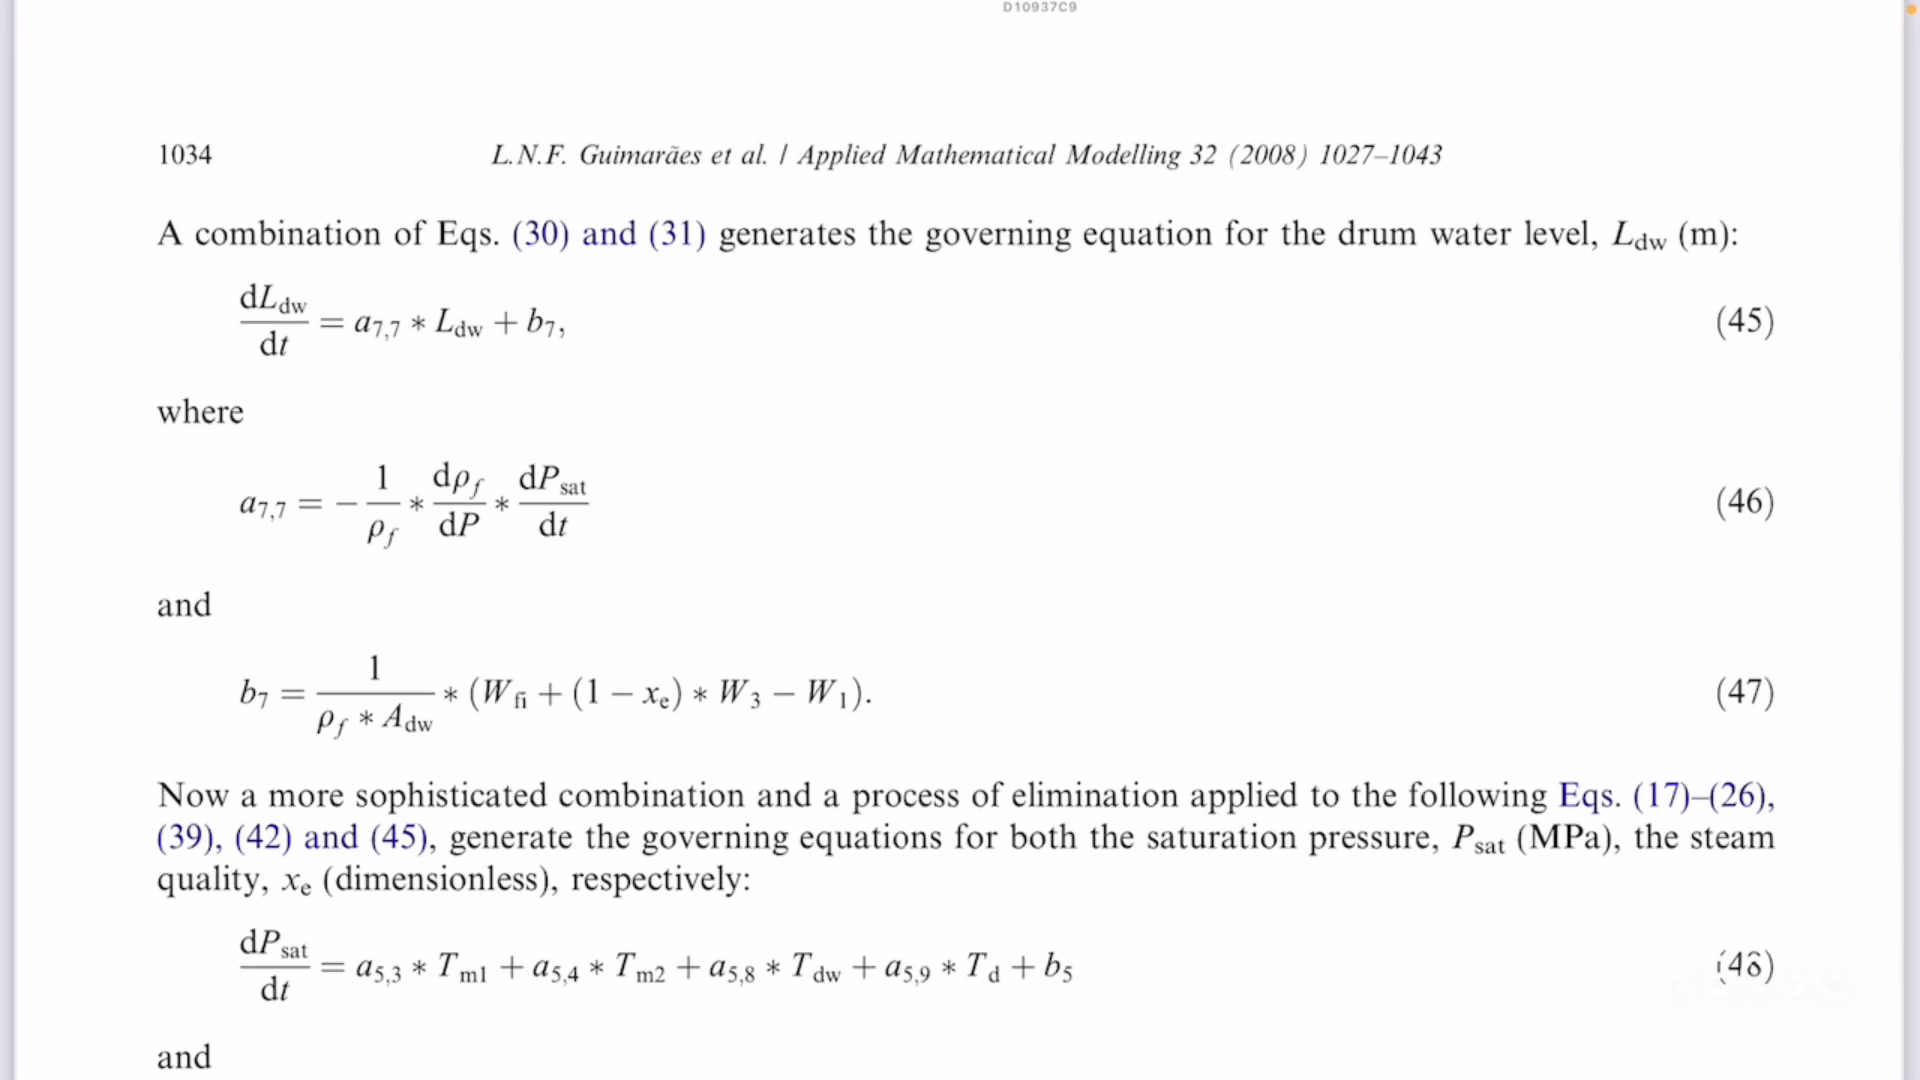 D10937C9
1034 L.N.F. Guimarães et al. / Applied Mathematical Modelling 32 (2008) 1027–1043
A combination of Eqs. (30) and (31) generates the governing equation for the drum water level, L_dw (m):
dL_dw/dt = a_7,7 * L_dw + b_7, (45)
where
a_7,7 = −1/ρ_f * dρ_f/dP * dP_sat/dt (46)
and
b_7 = 1/(ρ_f * A_dw) * (W_fi + (1 − x_e) * W_3 − W_1). (47)
Now a more sophisticated combination and a process of elimination applied to the following Eqs. (17)–(26),
(39), (42) and (45), generate the governing equations for both the saturation pressure, P_sat (MPa), the steam
quality, x_e (dimensionless), respectively:
dP_sat/dt = a_5,3 * T_m1 + a_5,4 * T_m2 + a_5,8 * T_dw + a_5,9 * T_d + b_5 (48)
and